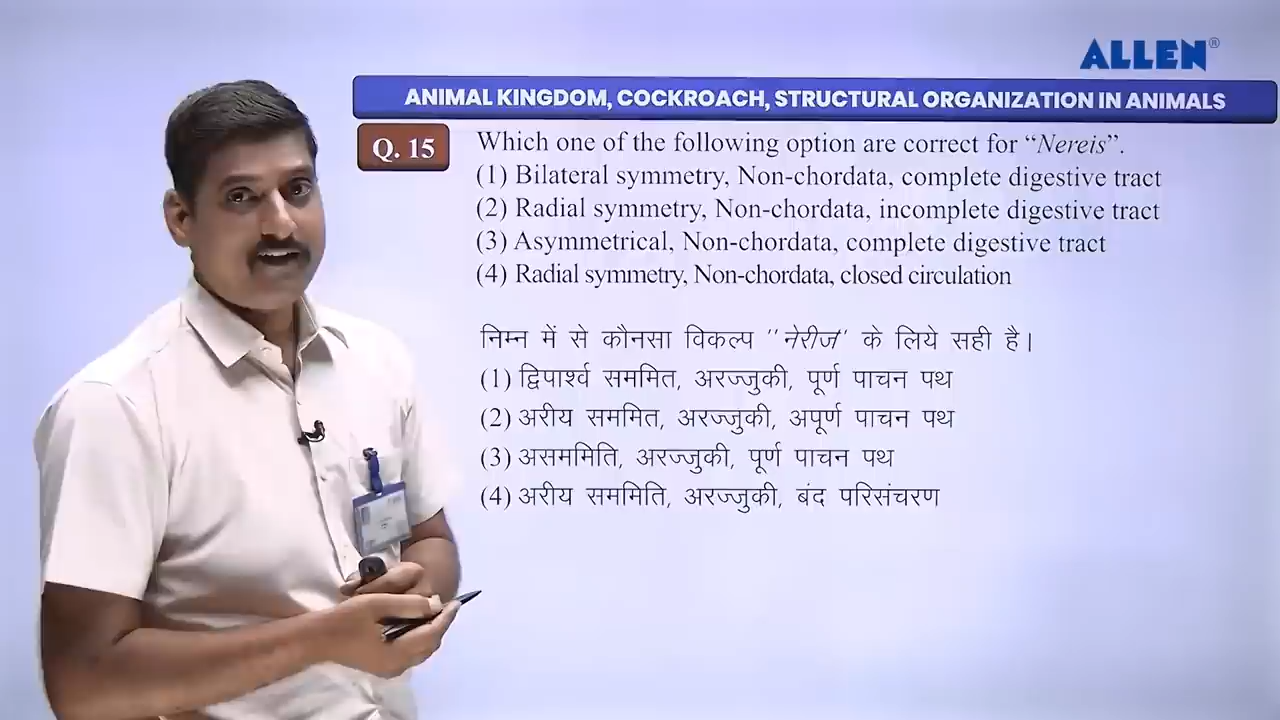 ALLEN®
ANIMAL KINGDOM, COCKROACH, STRUCTURAL ORGANIZATION IN ANIMALS
Q. 15
Which one of the following option are correct for “Nereis”.
(1) Bilateral symmetry, Non-chordata, complete digestive tract
(2) Radial symmetry, Non-chordata, incomplete digestive tract
(3) Asymmetrical, Non-chordata, complete digestive tract
(4) Radial symmetry, Non-chordata, closed circulation
निम्न में से कौनसा विकल्प ''नेरीज'' के लिये सही है।
(1) द्विपार्श्व सममित, अरज्जुकी, पूर्ण पाचन पथ
(2) अरीय सममित, अरज्जुकी, अपूर्ण पाचन पथ
(3) असममिति, अरज्जुकी, पूर्ण पाचन पथ
(4) अरीय सममिति, अरज्जुकी, बंद परिसंचरण